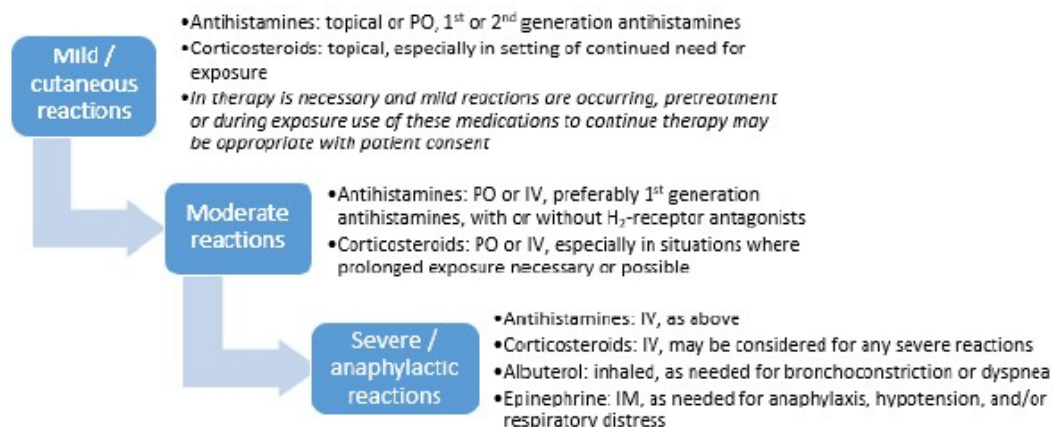 •Antihistamines: topical or PO, 1st or 2nd generation antihistamines
•Corticosteroids: topical, especially in setting of continued need for
exposure
•In therapy is necessary and mild reactions are occurring, pretreatment
or during exposure use of these medications to continue therapy may
be appropriate with patient consent
Mild /
cutaneous
reactions
•Antihistamines: PO or IV, preferably 1st generation
antihistamines, with or without H2-receptor antagonists
•Corticosteroids: PO or IV, especially in situations where
prolonged exposure necessary or possible
Moderate
reactions
•Antihistamines: IV, as above
•Corticosteroids: IV, may be considered for any severe reactions
•Albuterol: inhaled, as needed for bronchoconstriction or dyspnea
•Epinephrine: IM, as needed for anaphylaxis, hypotension, and/or
respiratory distress
Severe /
anaphylactic
reactions